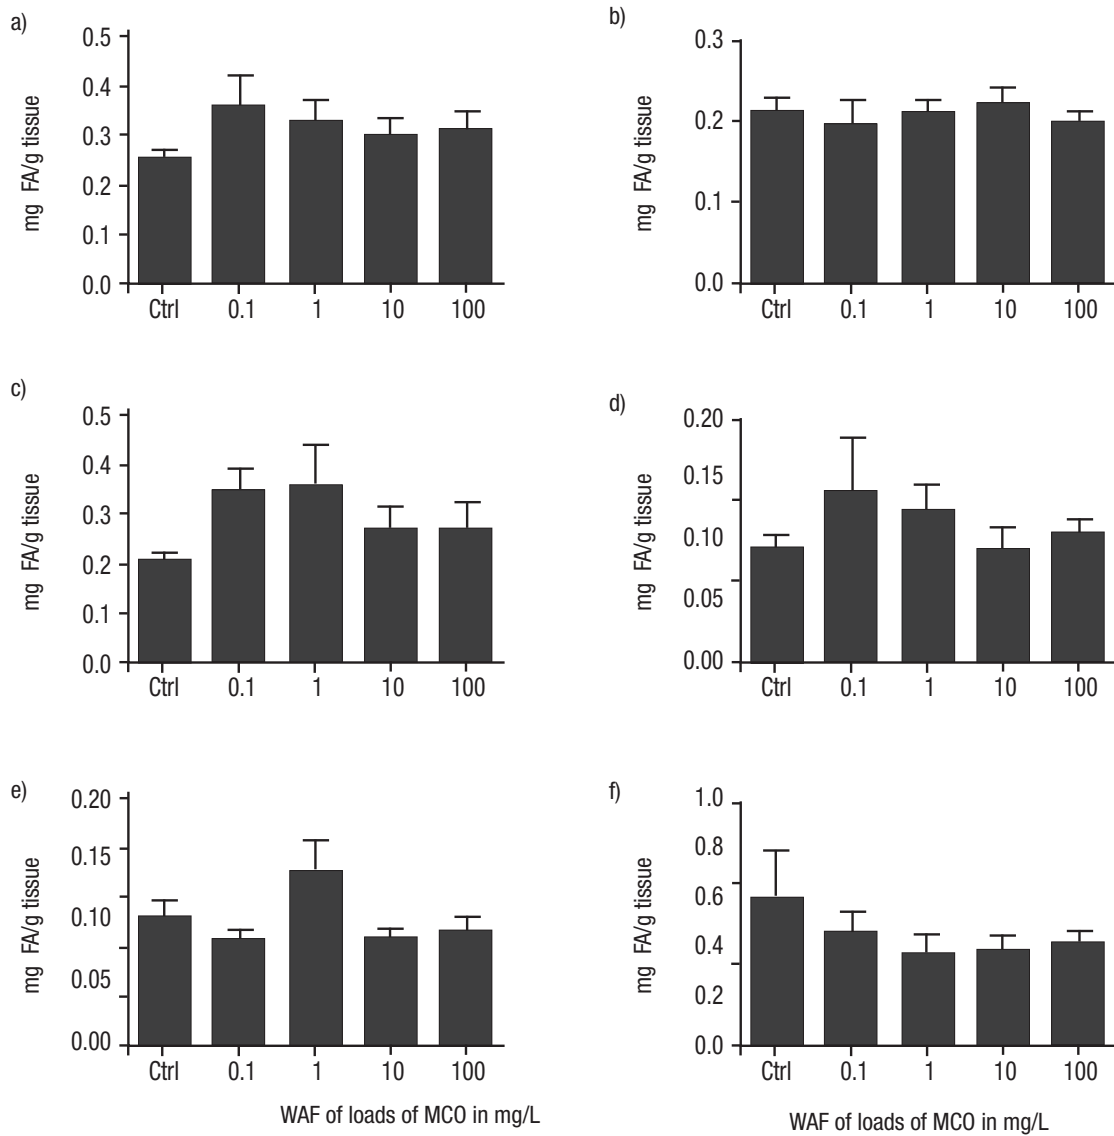 a)
mg FA/g tissue
0.5
0.4
0.3
0.2
0.1
0.0
Ctrl 0.1 1 10 100
b)
mg FA/g tissue
0.3
0.2
0.1
0.0
Ctrl 0.1 1 10 100
c)
mg FA/g tissue
0.5
0.4
0.3
0.2
0.1
0.0
Ctrl 0.1 1 10 100
d)
mg FA/g tissue
0.20
0.15
0.10
0.05
0.00
Ctrl 0.1 1 10 100
e)
mg FA/g tissue
0.20
0.15
0.10
0.05
0.00
Ctrl 0.1 1 10 100
WAF of loads of MCO in mg/L
f)
mg FA/g tissue
1.0
0.8
0.6
0.4
0.2
0.0
Ctrl 0.1 1 10 100
WAF of loads of MCO in mg/L